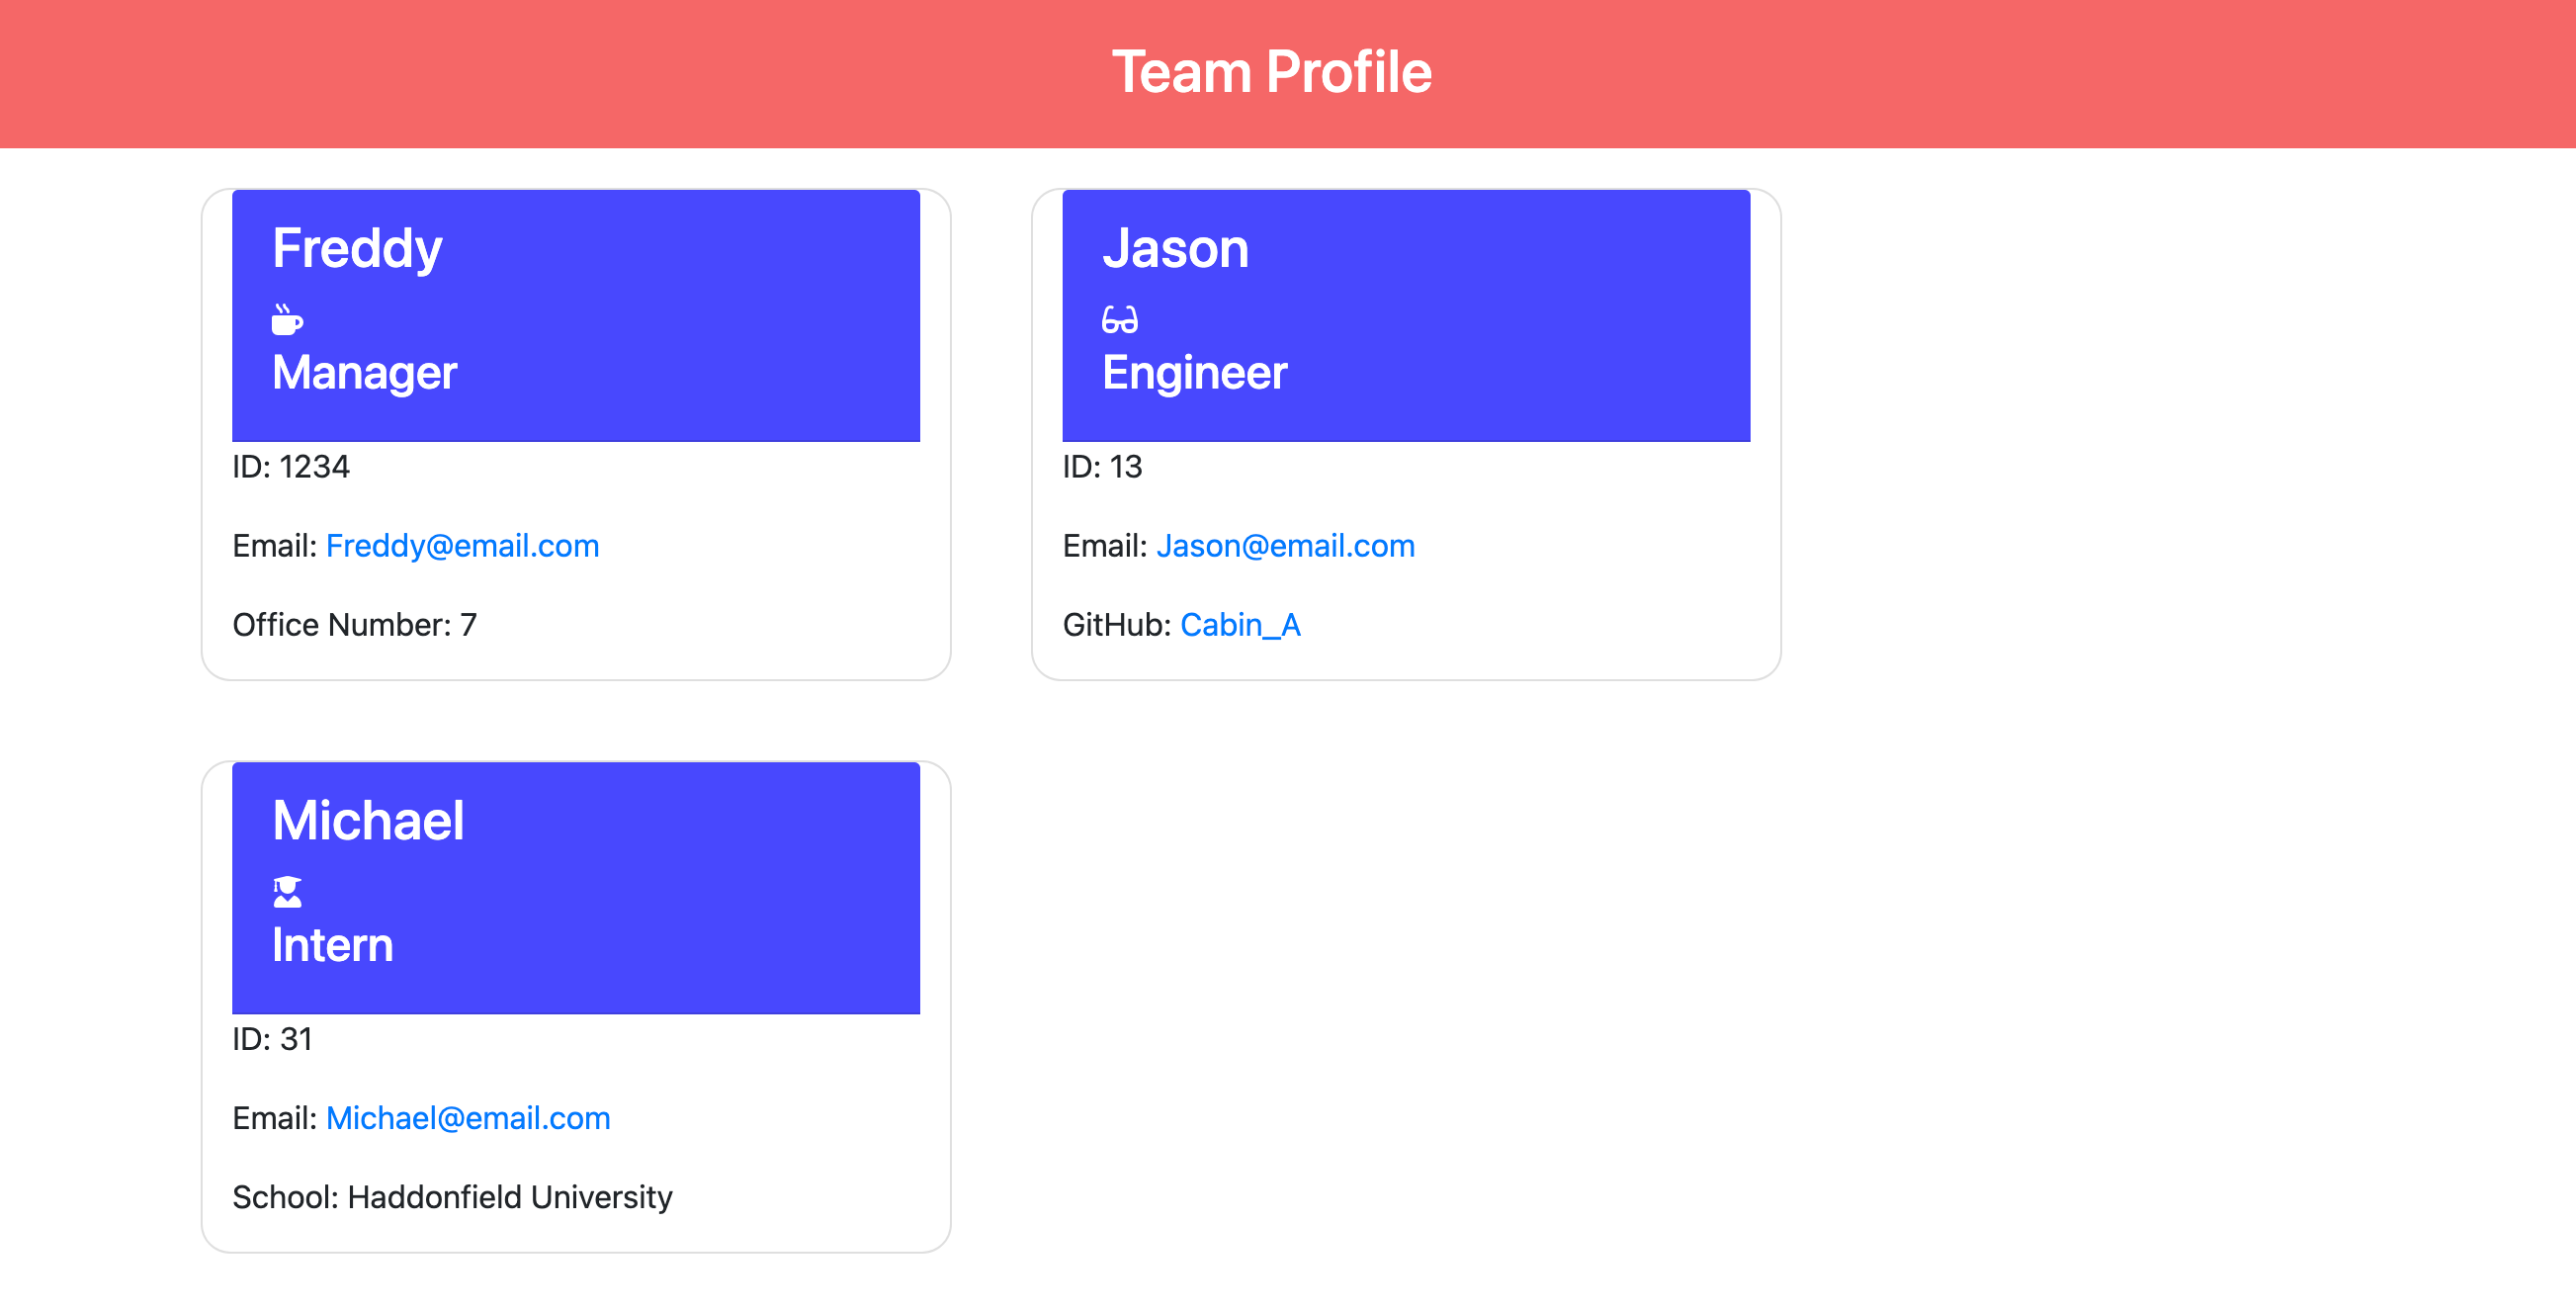 Team Profile
Freddy
Manager
ID: 1234
Email: Freddy@email.com
Office Number: 7
Jason
Engineer
ID: 13
Email: Jason@email.com
GitHub: Cabin_A
Michael
Intern
ID: 31
Email: Michael@email.com
School: Haddonfield University